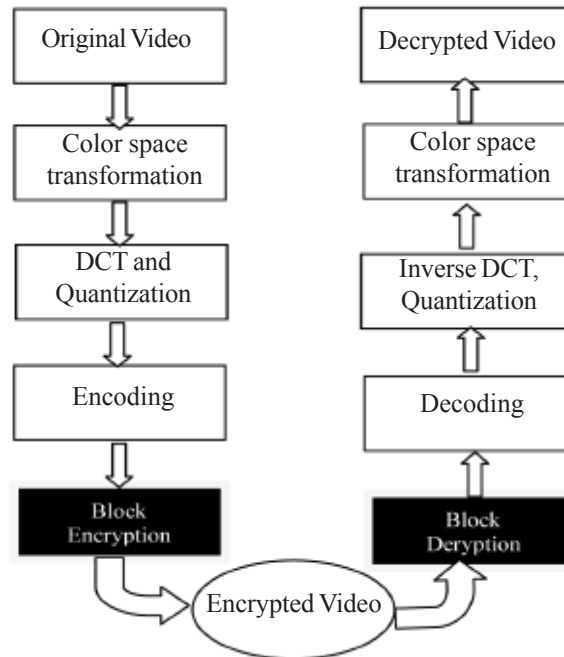 Original Video
Color space
transformation
DCT and
Quantization
Encoding
Block
Encryption
Encrypted Video
Block
Deryption
Decoding
Inverse DCT,
Quantization
Color space
transformation
Decrypted Video